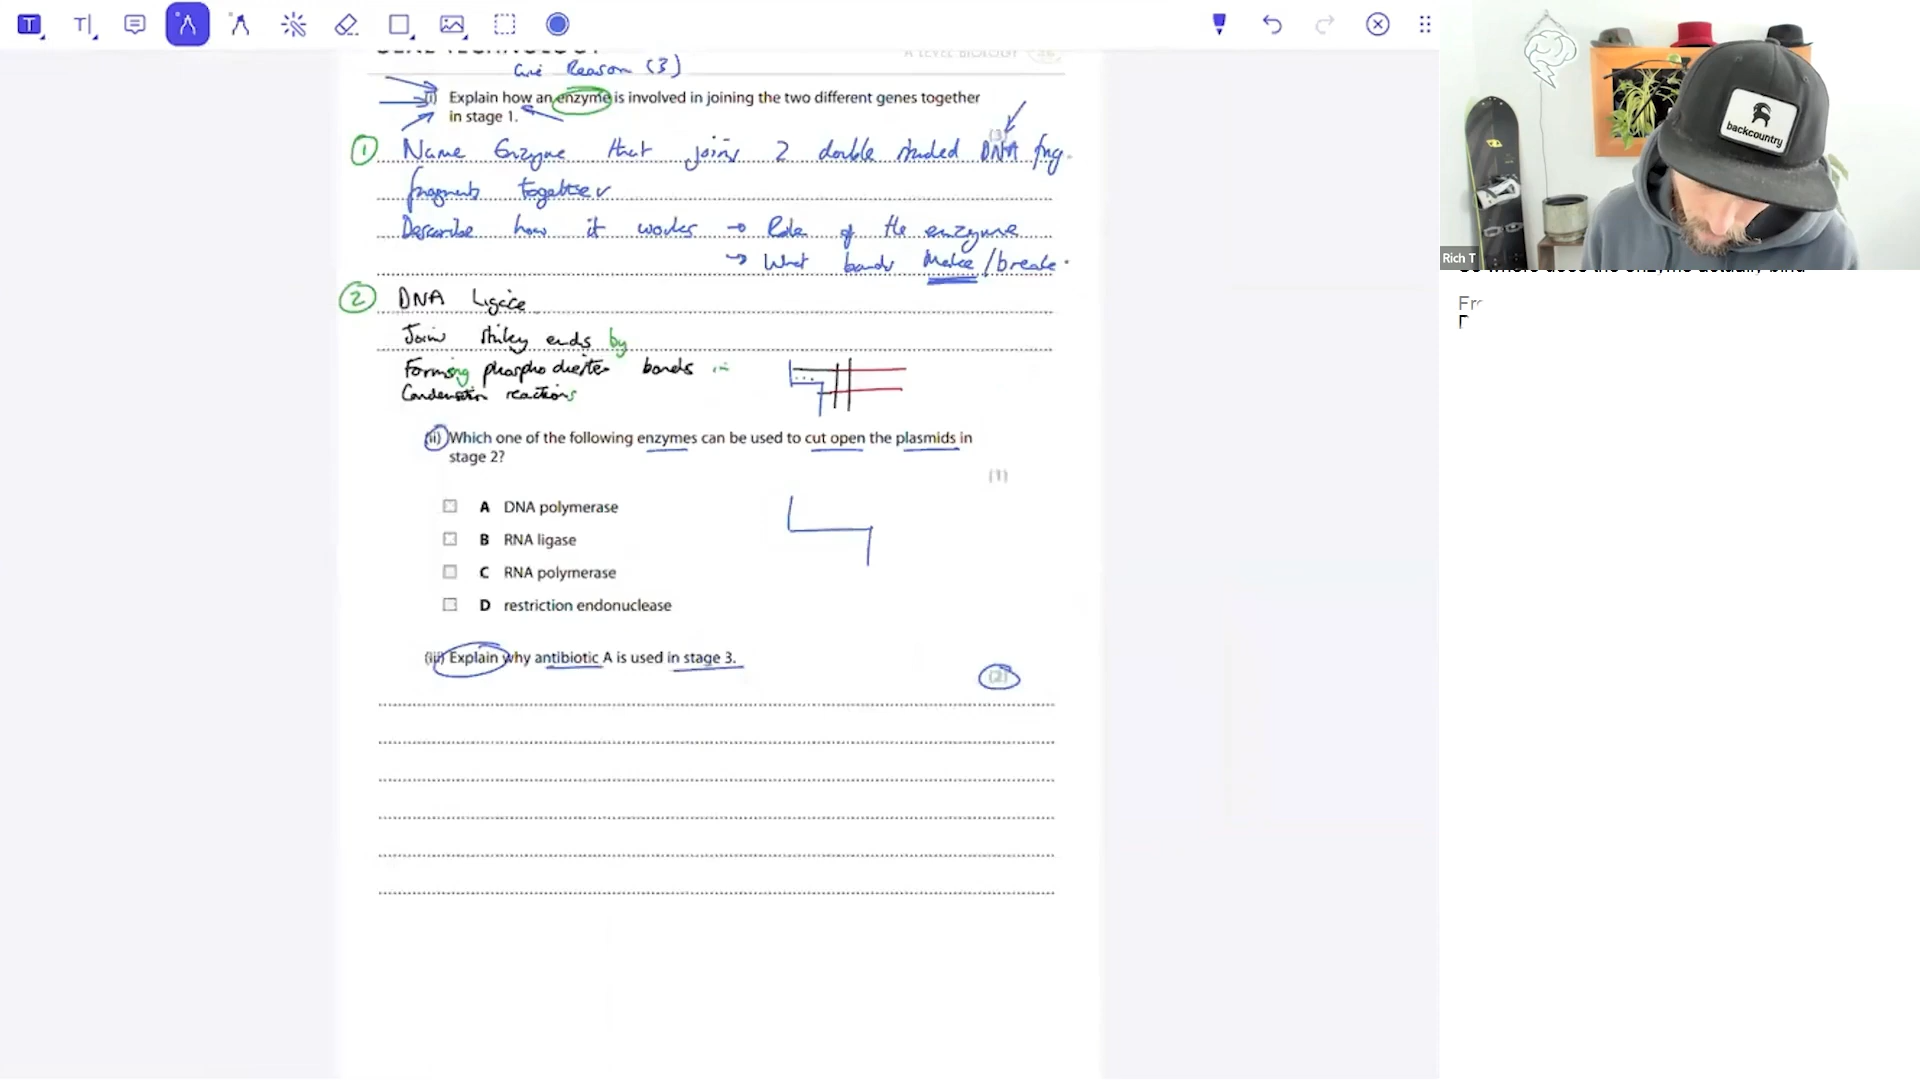 A LEVEL BIOLOGY
Give Reason (3)
(i) Explain how an enzyme is involved in joining the two different genes together
in stage 1.
(3)
1 Name Enzyme that joins 2 double stranded DNA frag.
fragments together
Describe how it works → Role of the enzyme
→ What bonds Make/break.
2 DNA Ligase
Join sticky ends by
Forming phosphodiester bonds in
Condensation reactions
(ii) Which one of the following enzymes can be used to cut open the plasmids in
stage 2?
(1)
A DNA polymerase
B RNA ligase
C RNA polymerase
D restriction endonuclease
(iii) Explain why antibiotic A is used in stage 3.
(2)
backcountry
Rich T